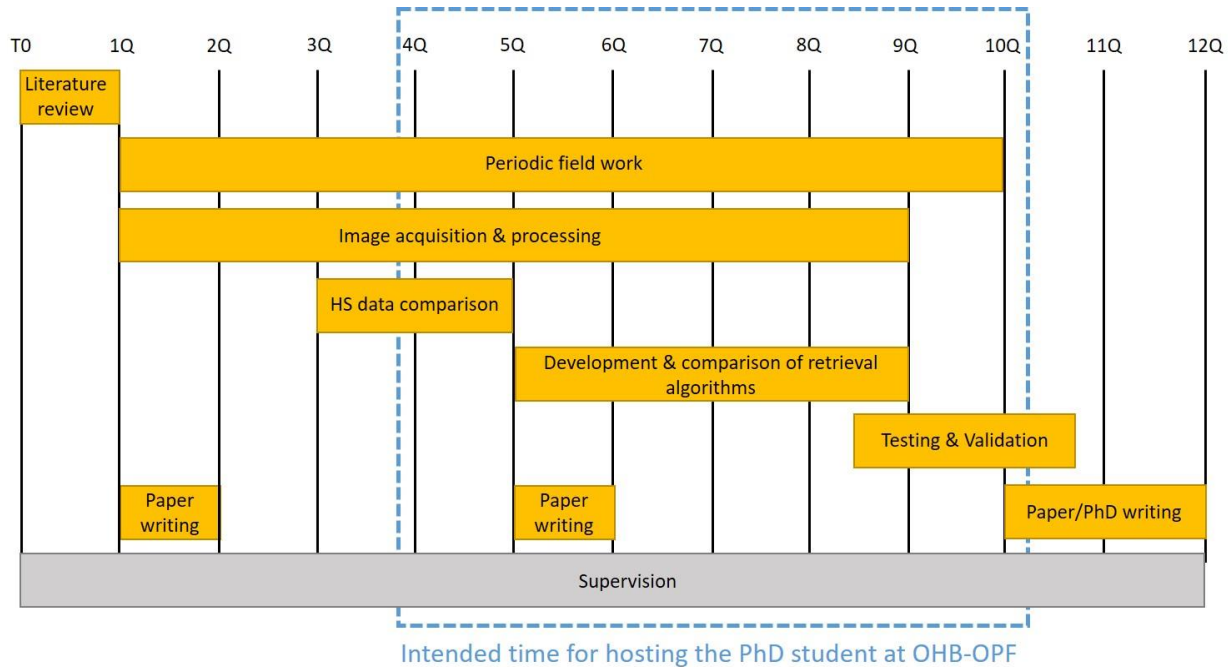 T0 1Q 2Q 3Q 4Q 5Q 6Q 7Q 8Q 9Q 10Q 11Q 12Q
Literature
review
Periodic field work
Image acquisition & processing
HS data comparison
Development & comparison of retrieval
algorithms
Testing & Validation
Paper
writing
Paper
writing
Paper/PhD writing
Supervision
Intended time for hosting the PhD student at OHB-OPF